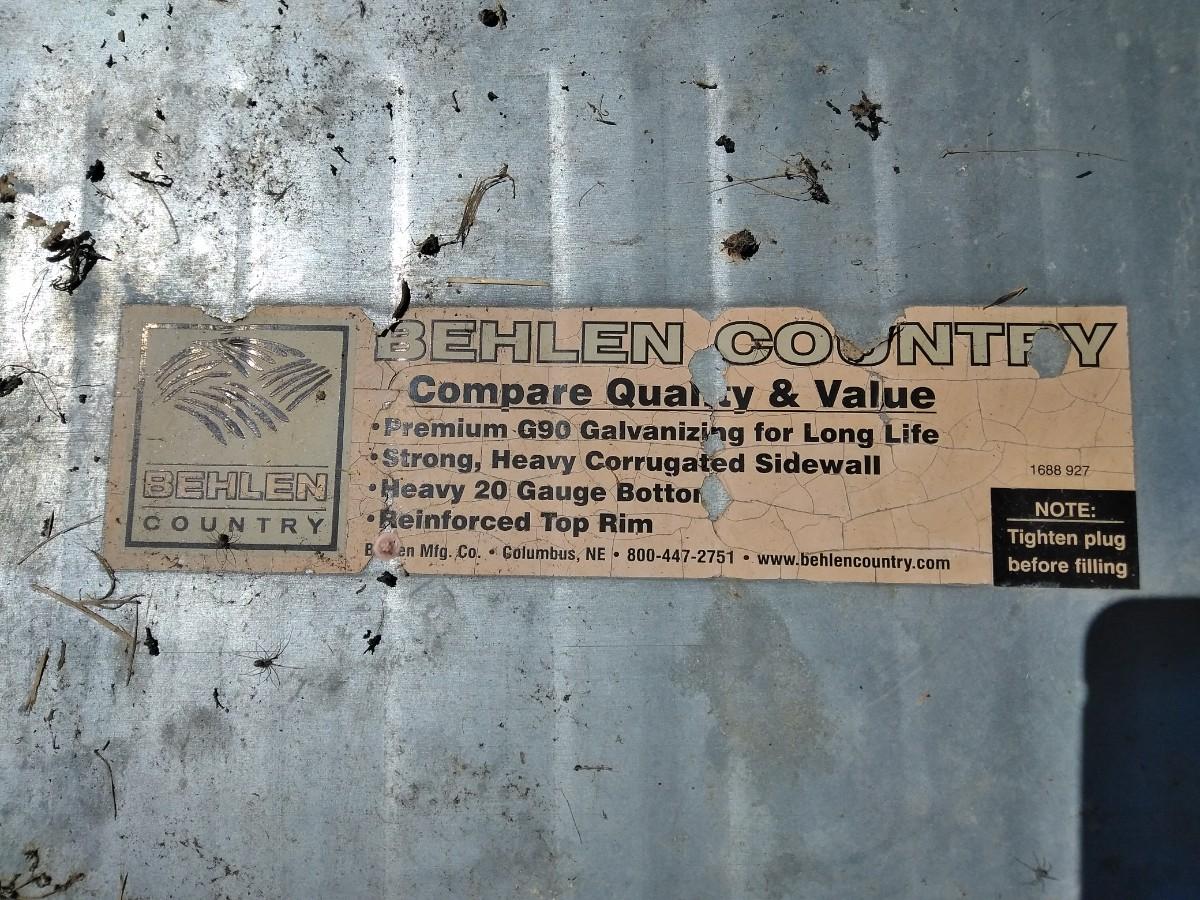 BEHLEN COUNTRY
BEHLEN COUNTRY
Compare Quality & Value
•Premium G90 Galvanizing for Long Life
•Strong, Heavy Corrugated Sidewall
•Heavy 20 Gauge Bottom
•Reinforced Top Rim
Behlen Mfg. Co. • Columbus, NE • 800-447-2751 • www.behlencountry.com
1688 927
NOTE:
Tighten plug
before filling